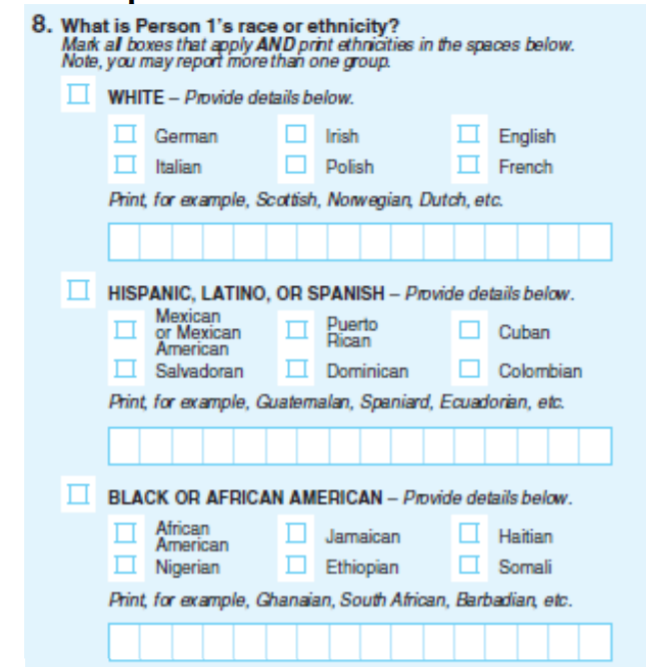 8. What is Person 1's race or ethnicity?
Mark all boxes that apply AND print ethnicities in the spaces below.
Note, you may report more than one group.
WHITE – Provide details below.
German Irish English
Italian Polish French
Print, for example, Scottish, Norwegian, Dutch, etc.
HISPANIC, LATINO, OR SPANISH – Provide details below.
Mexican
or Mexican
American
Puerto
Rican
Cuban
Salvadoran Dominican Colombian
Print, for example, Guatemalan, Spaniard, Ecuadorian, etc.
BLACK OR AFRICAN AMERICAN – Provide details below.
African
American
Jamaican Haitian
Nigerian Ethiopian Somali
Print, for example, Ghanaian, South African, Barbadian, etc.